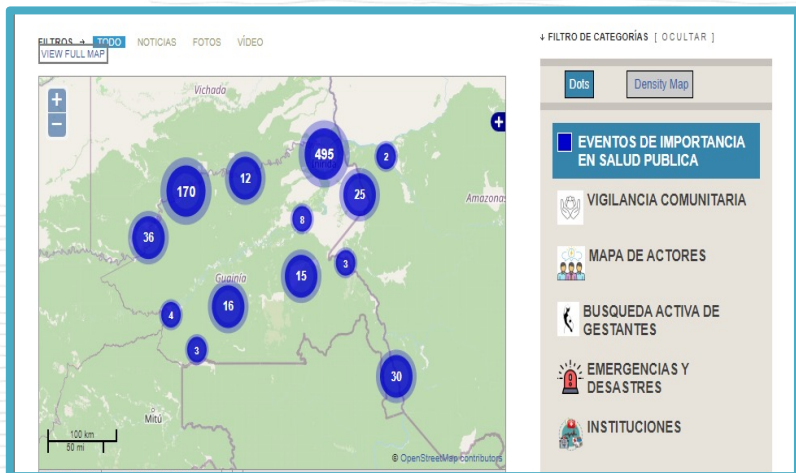 FILTROS → TODO NOTICIAS FOTOS VÍDEO
VIEW FULL MAP
↓ FILTRO DE CATEGORÍAS [ OCULTAR ]
Dots Density Map
EVENTOS DE IMPORTANCIA
EN SALUD PUBLICA
VIGILANCIA COMUNITARIA
MAPA DE ACTORES
BUSQUEDA ACTIVA DE
GESTANTES
EMERGENCIAS Y
DESASTRES
INSTITUCIONES
+
−
Vichada
+
495
2
12
170
25
Amazonas
8
36
3
15
Guainía
16
4
3
30
Mitú
100 km
50 mi
© OpenStreetMap contributors